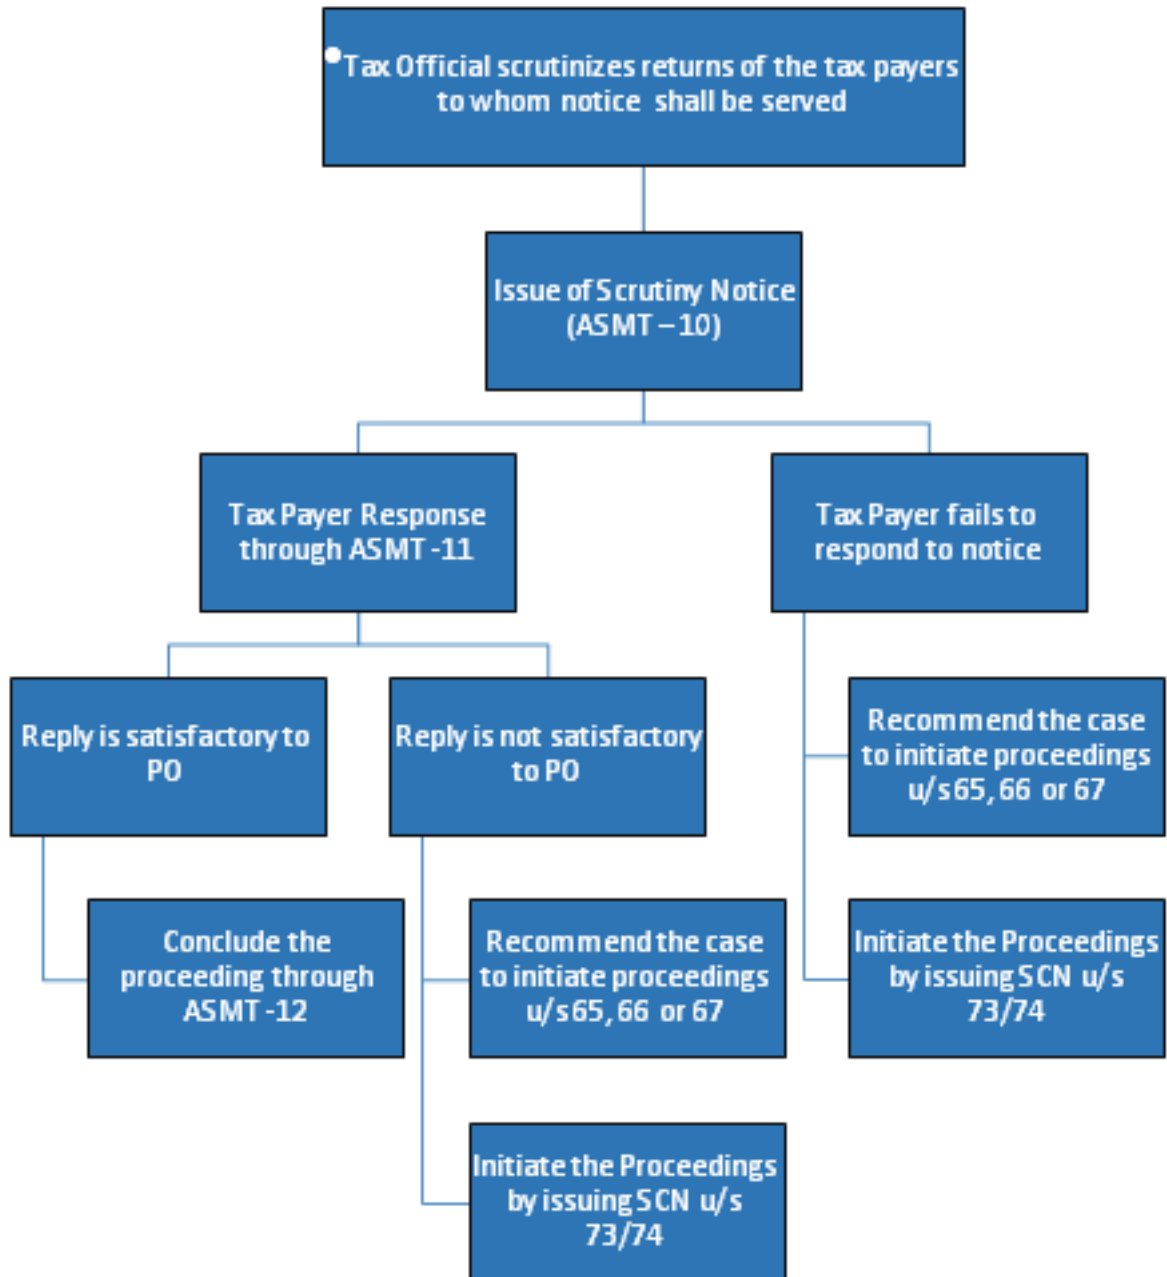 Tax Official scrutinizes returns of the tax payers
to whom notice shall be served
Issue of Scrutiny Notice
(ASMT – 10)
Tax Payer Response
through ASMT -11
Tax Payer fails to
respond to notice
Reply is satisfactory to
PO
Reply is not satisfactory
to PO
Recommend the case
to initiate proceedings
u/s 65, 66 or 67
Conclude the
proceeding through
ASMT -12
Recommend the case
to initiate proceedings
u/s 65, 66 or 67
Initiate the Proceedings
by issuing SCN u/s
73/74
Initiate the Proceedings
by issuing SCN u/s
73/74